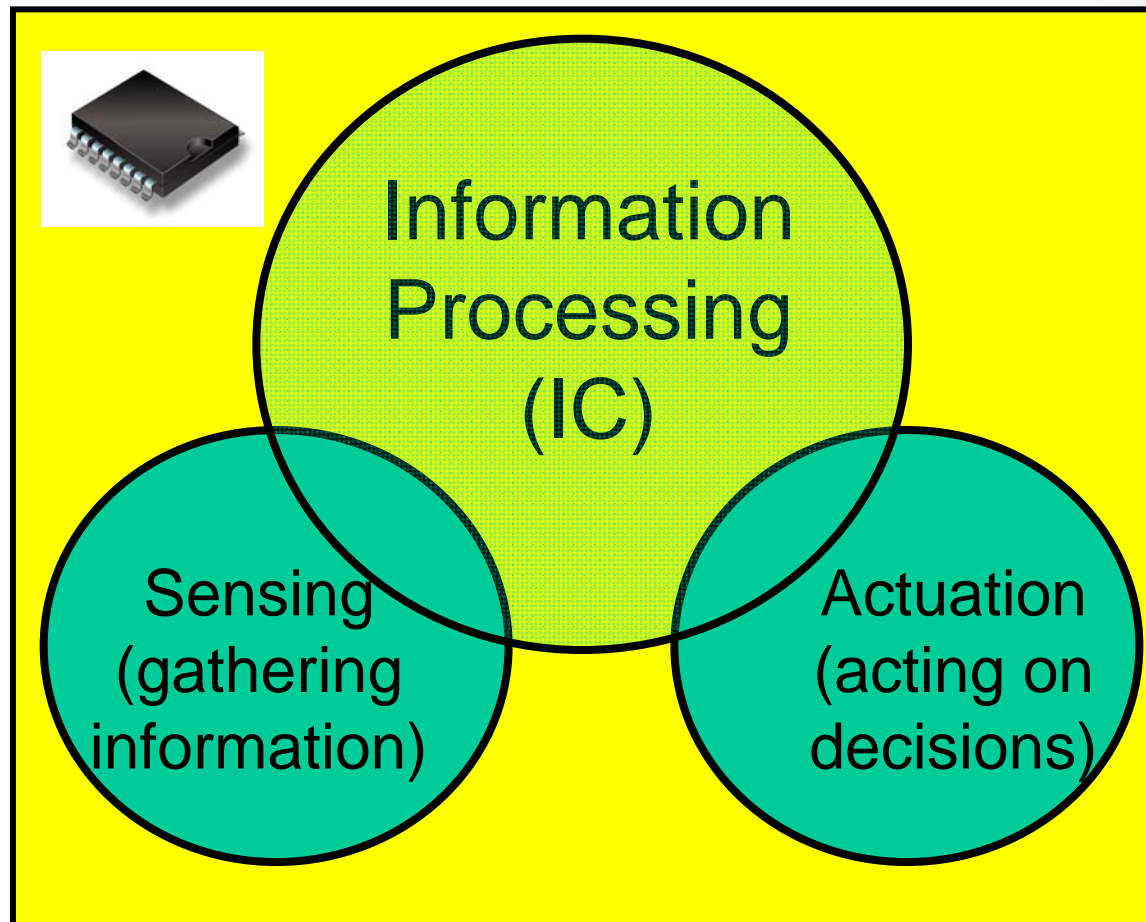 Information
Processing
(IC)
Sensing
(gathering
information)
Actuation
(acting on
decisions)